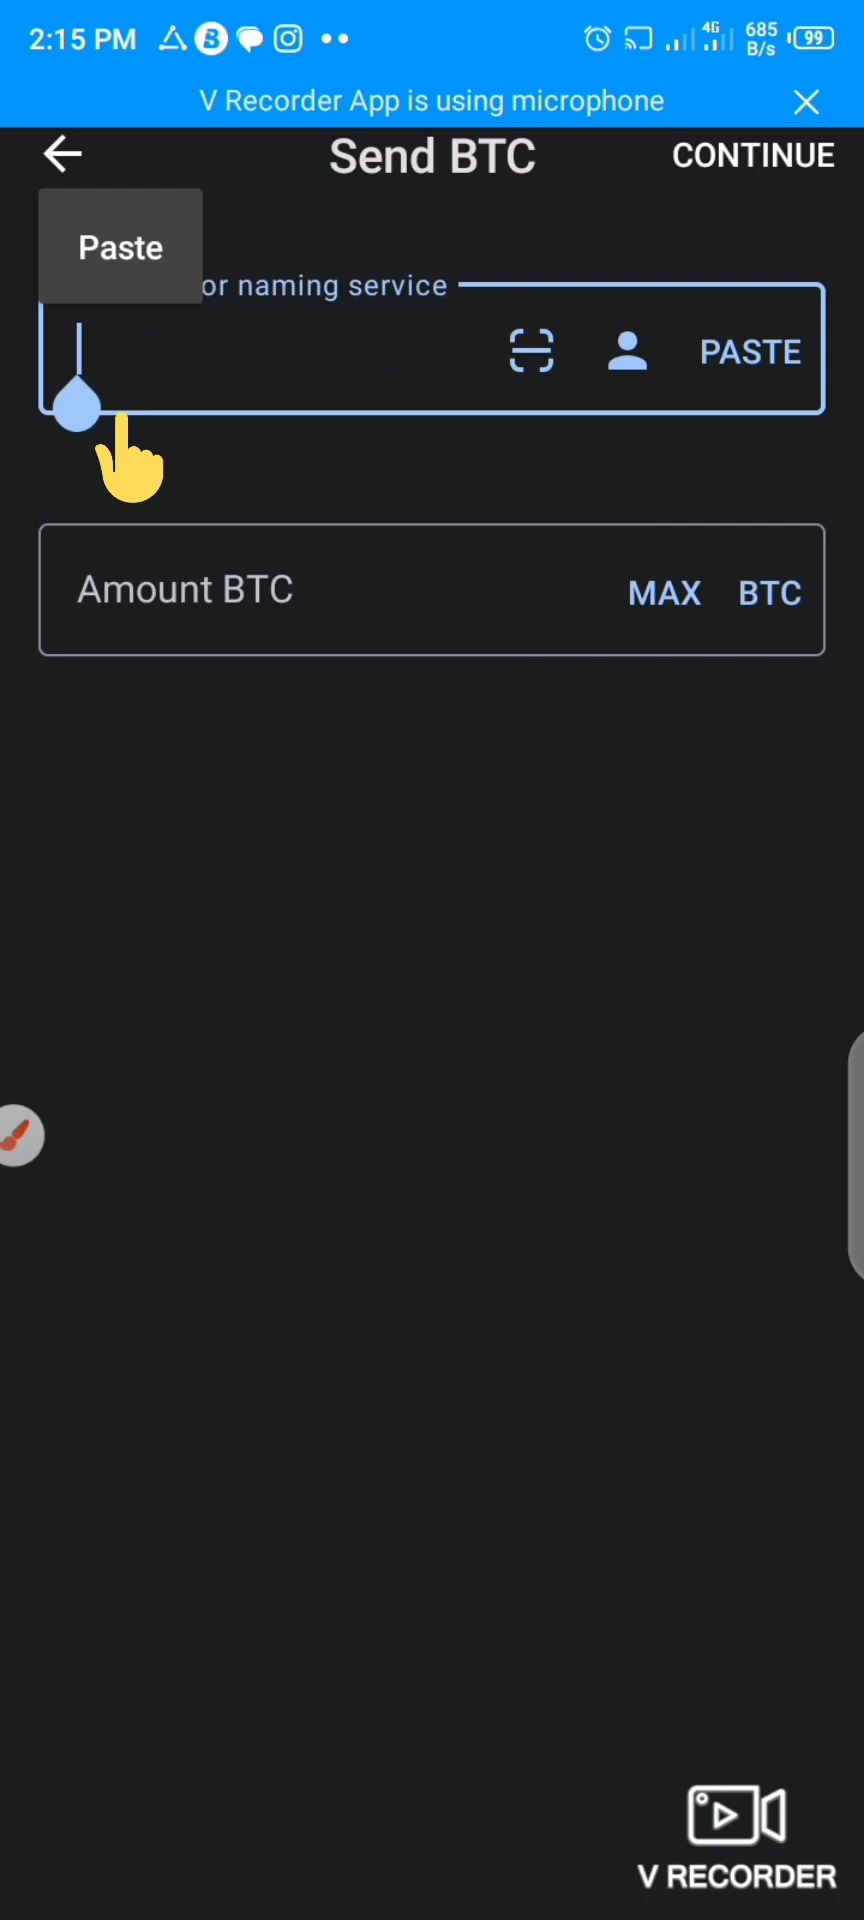 2:15 PM 4G 685 B/s 99
V Recorder App is using microphone
Send BTC CONTINUE
Paste
or naming service
PASTE
Amount BTC MAX BTC
V RECORDER